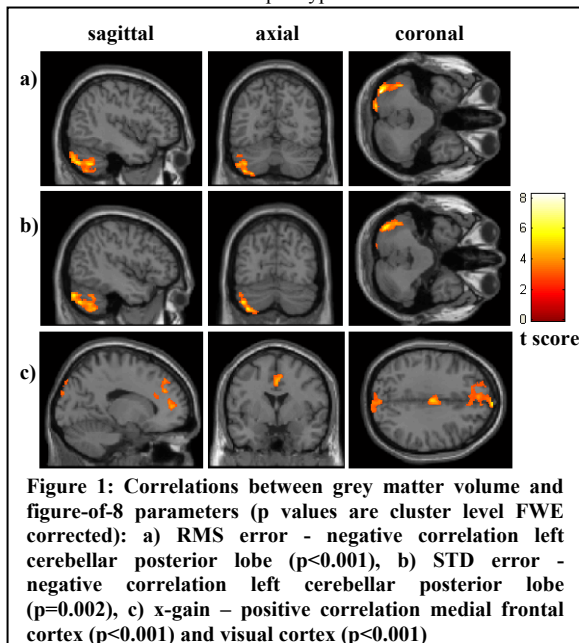 sagittal axial coronal
a)
b)
8
6
4
2
0
t score
c)
Figure 1: Correlations between grey matter volume and
figure-of-8 parameters (p values are cluster level FWE
corrected): a) RMS error - negative correlation left
cerebellar posterior lobe (p<0.001), b) STD error -
negative correlation left cerebellar posterior lobe
(p=0.002), c) x-gain – positive correlation medial frontal
cortex (p<0.001) and visual cortex (p<0.001)